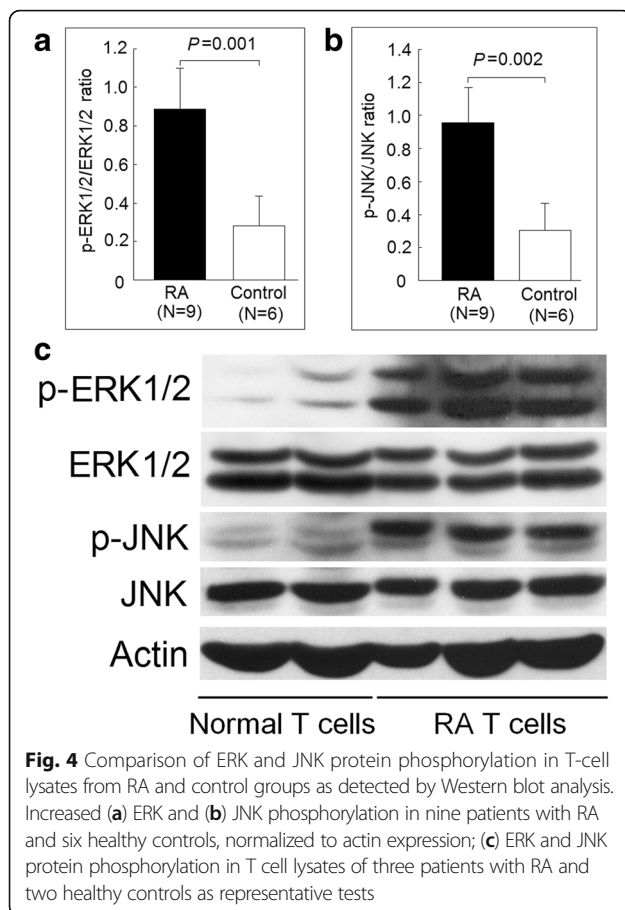 a
P=0.001
p-ERK1/2/ERK1/2 ratio
1.2
1.0
0.8
0.6
0.4
0.2
0
RA
(N=9)
Control
(N=6)
b
P=0.002
p-JNK/JNK ratio
1.4
1.2
1.0
0.8
0.6
0.4
0.2
0
RA
(N=9)
Control
(N=6)
c
p-ERK1/2
ERK1/2
p-JNK
JNK
Actin
Normal T cells
RA T cells
Fig. 4 Comparison of ERK and JNK protein phosphorylation in T-cell
lysates from RA and control groups as detected by Western blot analysis.
Increased (a) ERK and (b) JNK phosphorylation in nine patients with RA
and six healthy controls, normalized to actin expression; (c) ERK and JNK
protein phosphorylation in T cell lysates of three patients with RA and
two healthy controls as representative tests